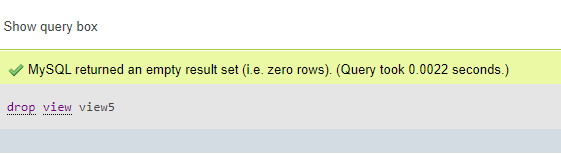 Show query box
MySQL returned an empty result set (i.e. zero rows). (Query took 0.0022 seconds.)
drop view view5